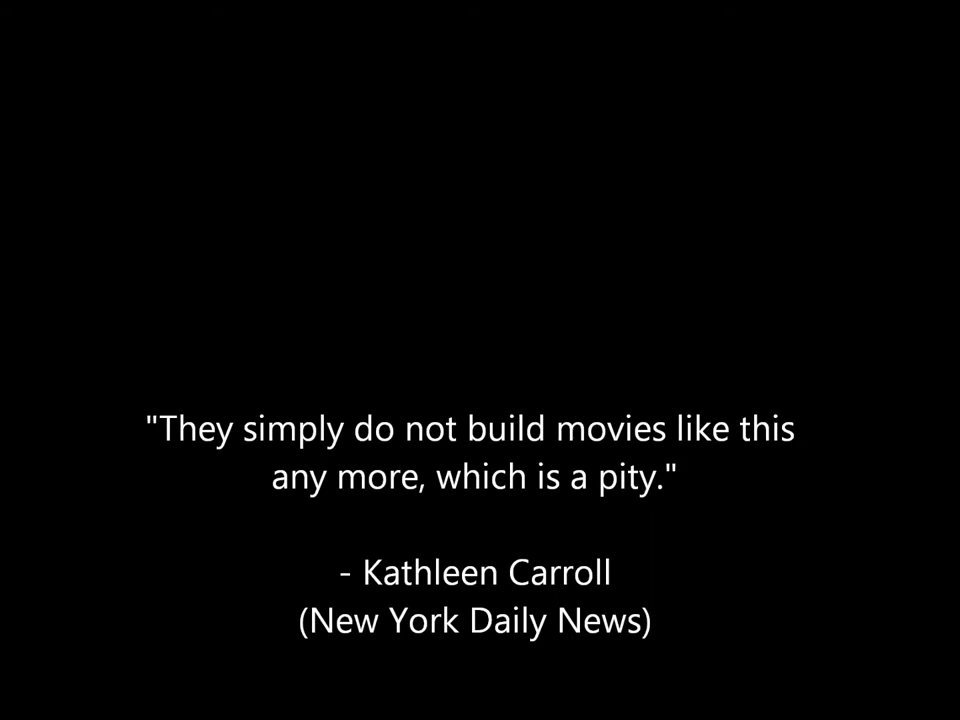 "They simply do not build movies like this
any more, which is a pity."
- Kathleen Carroll
(New York Daily News)